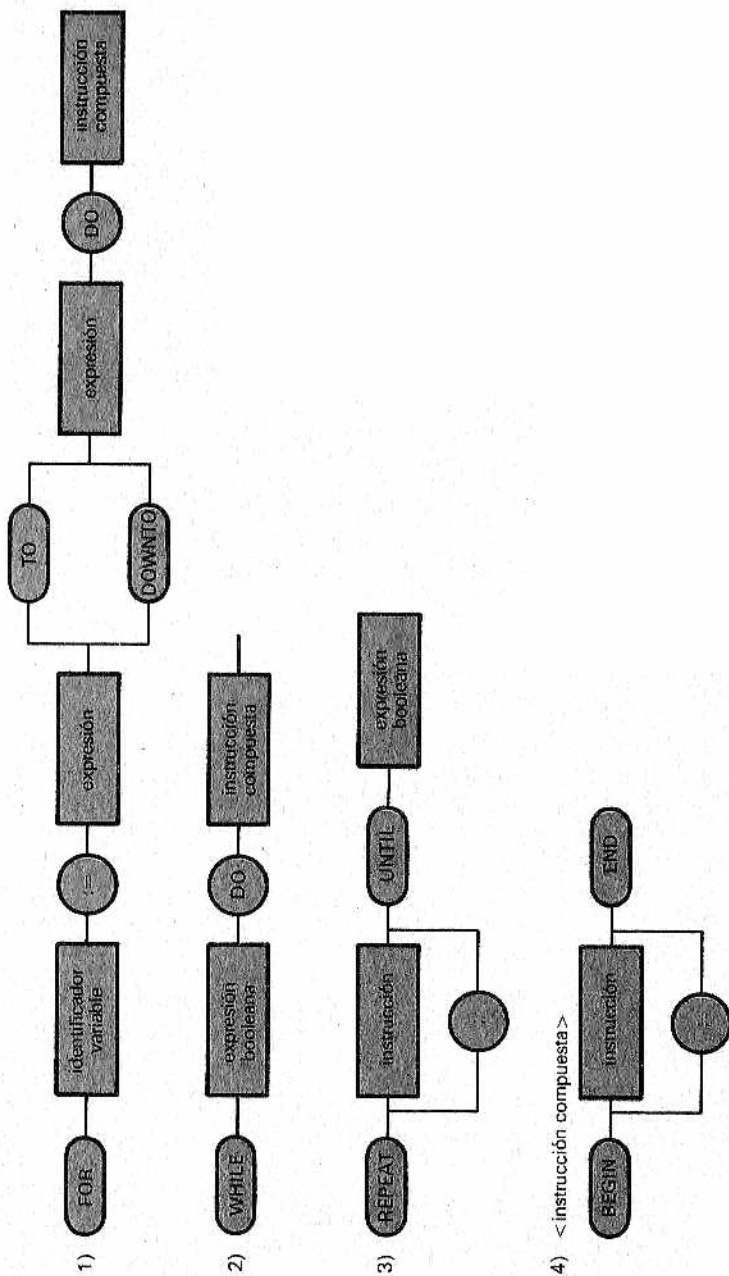 1)
FOR
identificador
variable
:=
expresión
TO
DOWNTO
expresión
DO
instrucción
compuesta
2)
WHILE
expresión
booleana
DO
instrucción
compuesta
3)
REPEAT
instrucción
UNTIL
expresión
booleana
4)
< instrucción compuesta >
BEGIN
instrucción
END